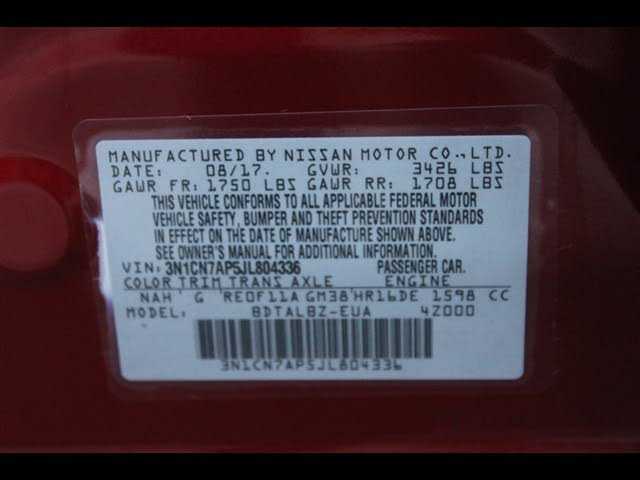 MANUFACTURED BY NISSAN MOTOR CO., LTD.
DATE: 08/17. GVWR: 3426 LBS
GAWR FR: 1750 LBS GAWR RR: 1708 LBS
THIS VEHICLE CONFORMS TO ALL APPLICABLE FEDERAL MOTOR
VEHICLE SAFETY, BUMPER AND THEFT PREVENTION STANDARDS
IN EFFECT ON THE DATE OF MANUFACTURE SHOWN ABOVE.
SEE OWNER'S MANUAL FOR ADDITIONAL INFORMATION.
VIN: 3N1CN7AP5JL804336 PASSENGER CAR.
COLOR TRIM TRANS AXLE ENGINE
NAH' G 'RE0F11A GM38'HR16DE 1598 CC
MODEL: BDTALBZ-EUA 4Z000
3N1CN7AP5JL804336